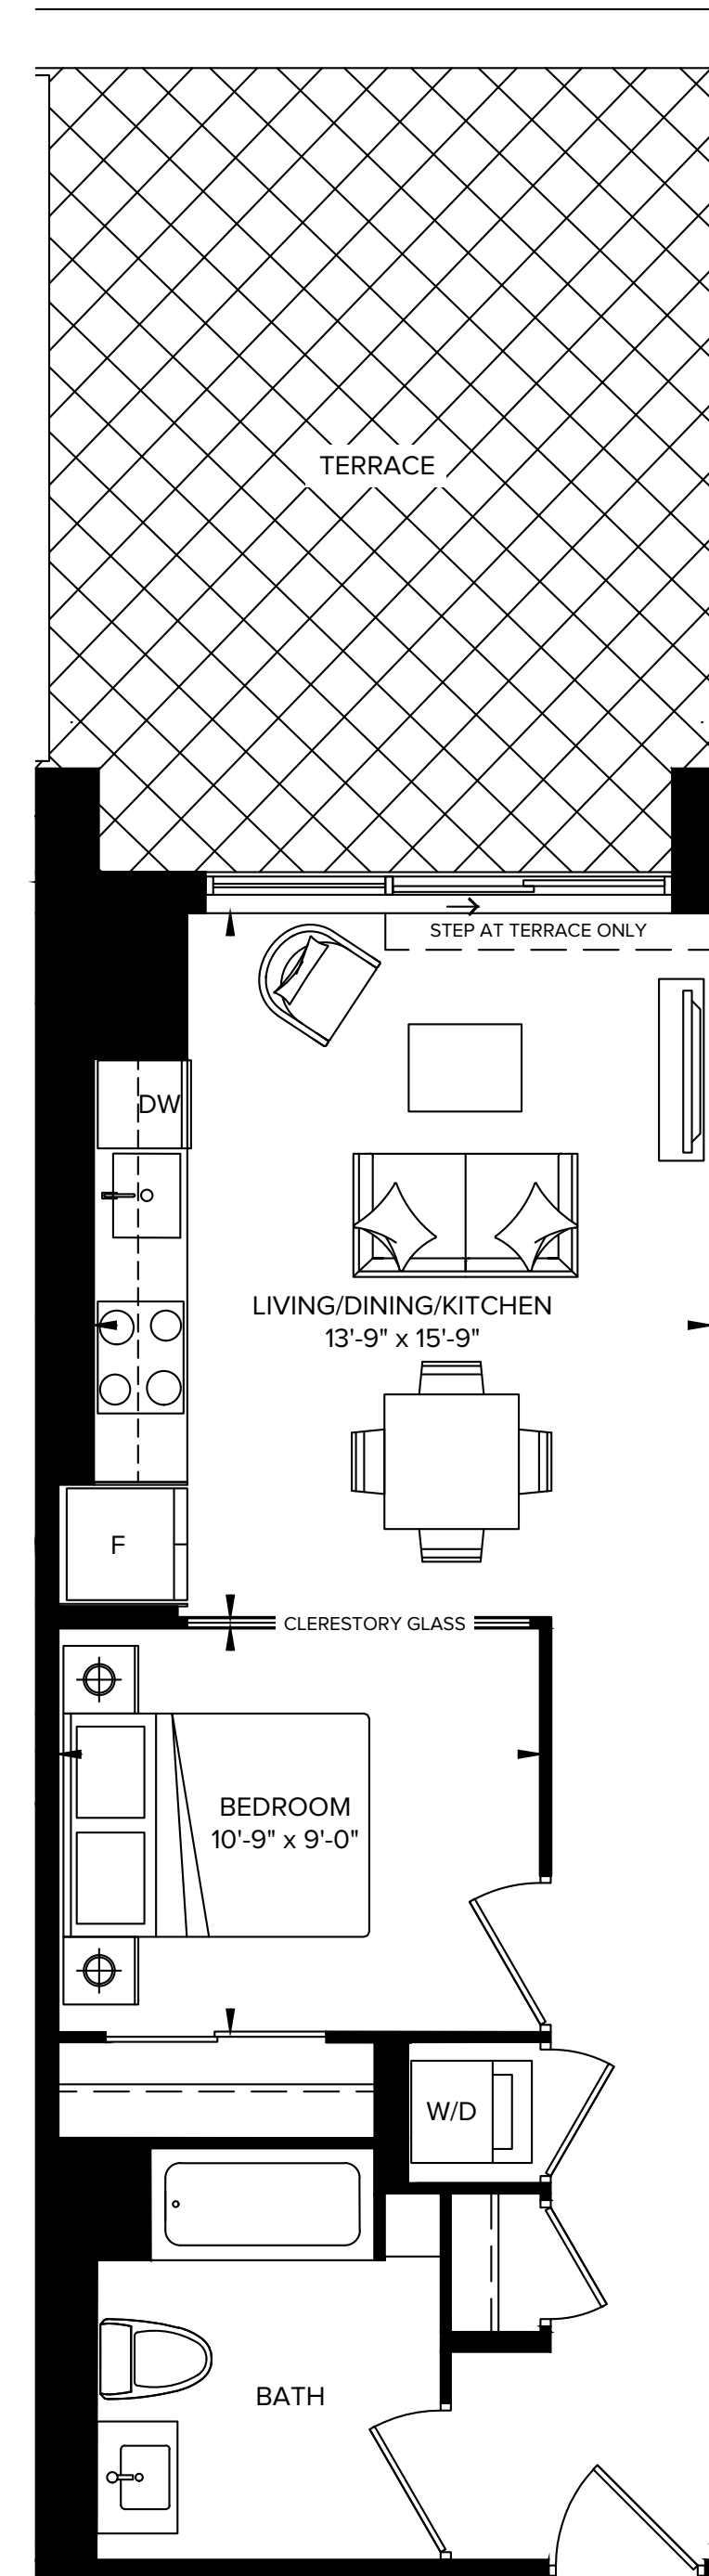 TERRACE
STEP AT TERRACE ONLY
DW
LIVING/DINING/KITCHEN
13'-9" x 15'-9"
F
CLERESTORY GLASS
BEDROOM
10'-9" x 9'-0"
W/D
BATH